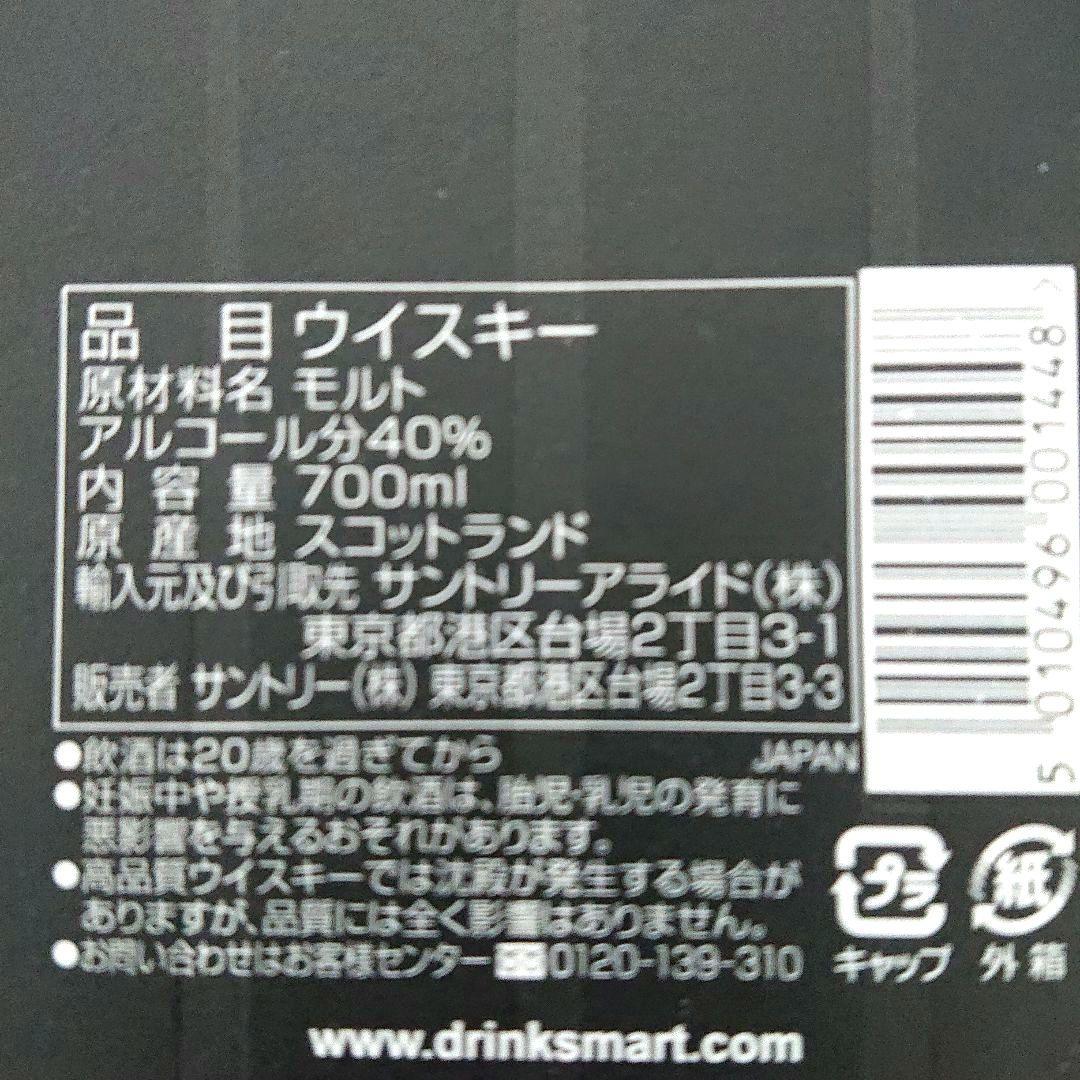 品目 ウイスキー
原材料名 モルト
アルコール分40%
内容量 700ml
原産地 スコットランド
輸入元及び引取先 サントリーアライド(株)
東京都港区台場2丁目3-1
販売者 サントリー(株) 東京都港区台場2丁目3-3
JAPAN
●飲酒は20歳を過ぎてから
●妊娠中や授乳期の飲酒は、胎児・乳児の発育に
悪影響を与えるおそれがあります。
●高品質ウイスキーでは沈殿が発生する場合が
ありますが、品質には全く影響はありません。
●お問い合わせはお客様センター 0120-139-310
www.drinksmart.com
5 010496 001448 >
プラ
キャップ
紙
外箱